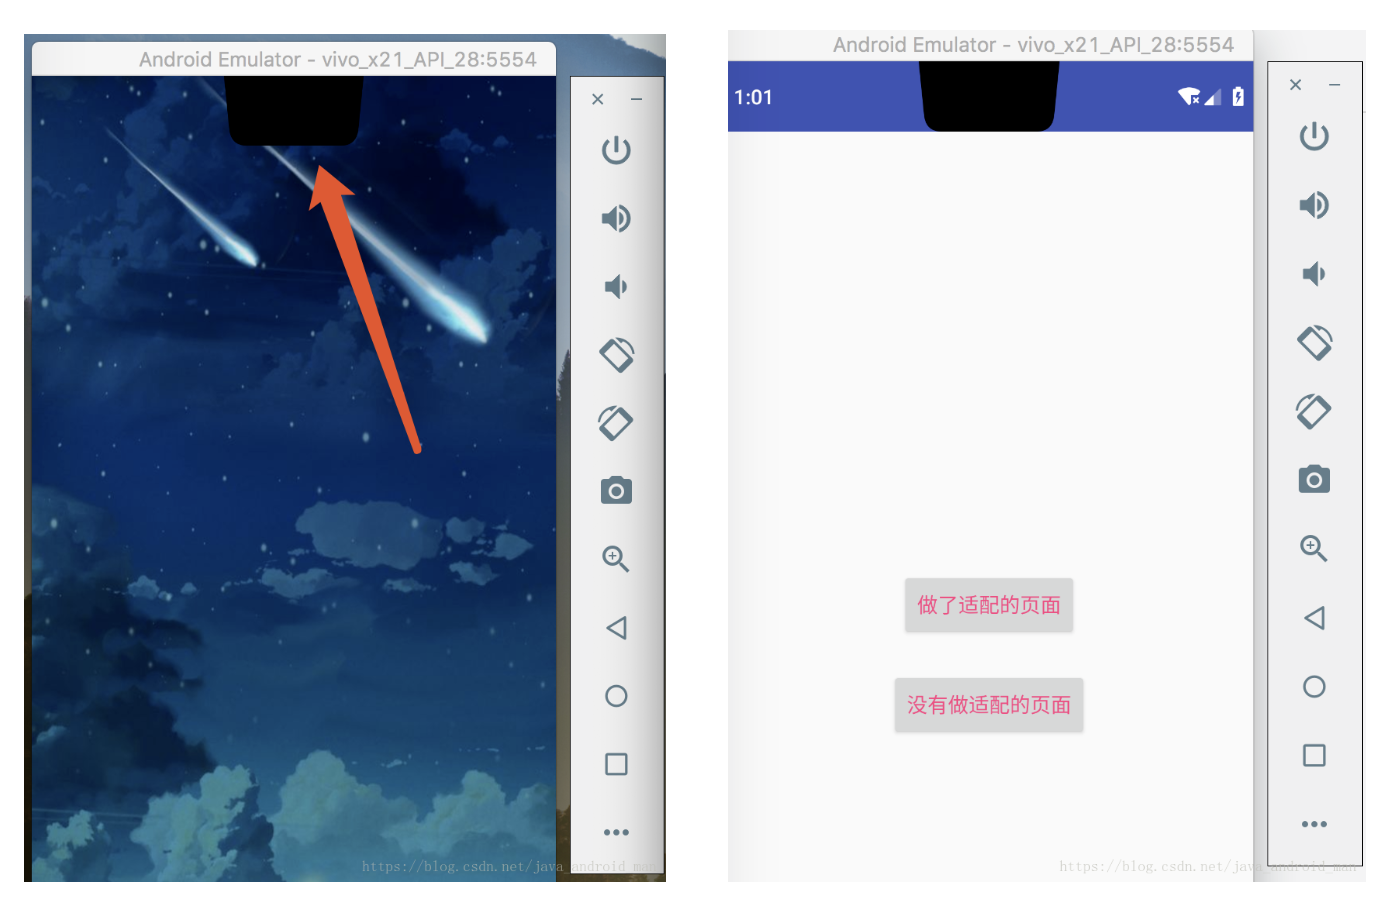 Android Emulator - vivo_x21_API_28:5554
https://blog.csdn.net/java_android_man
Android Emulator - vivo_x21_API_28:5554
1:01
做了适配的页面
没有做适配的页面
https://blog.csdn.net/java_android_man